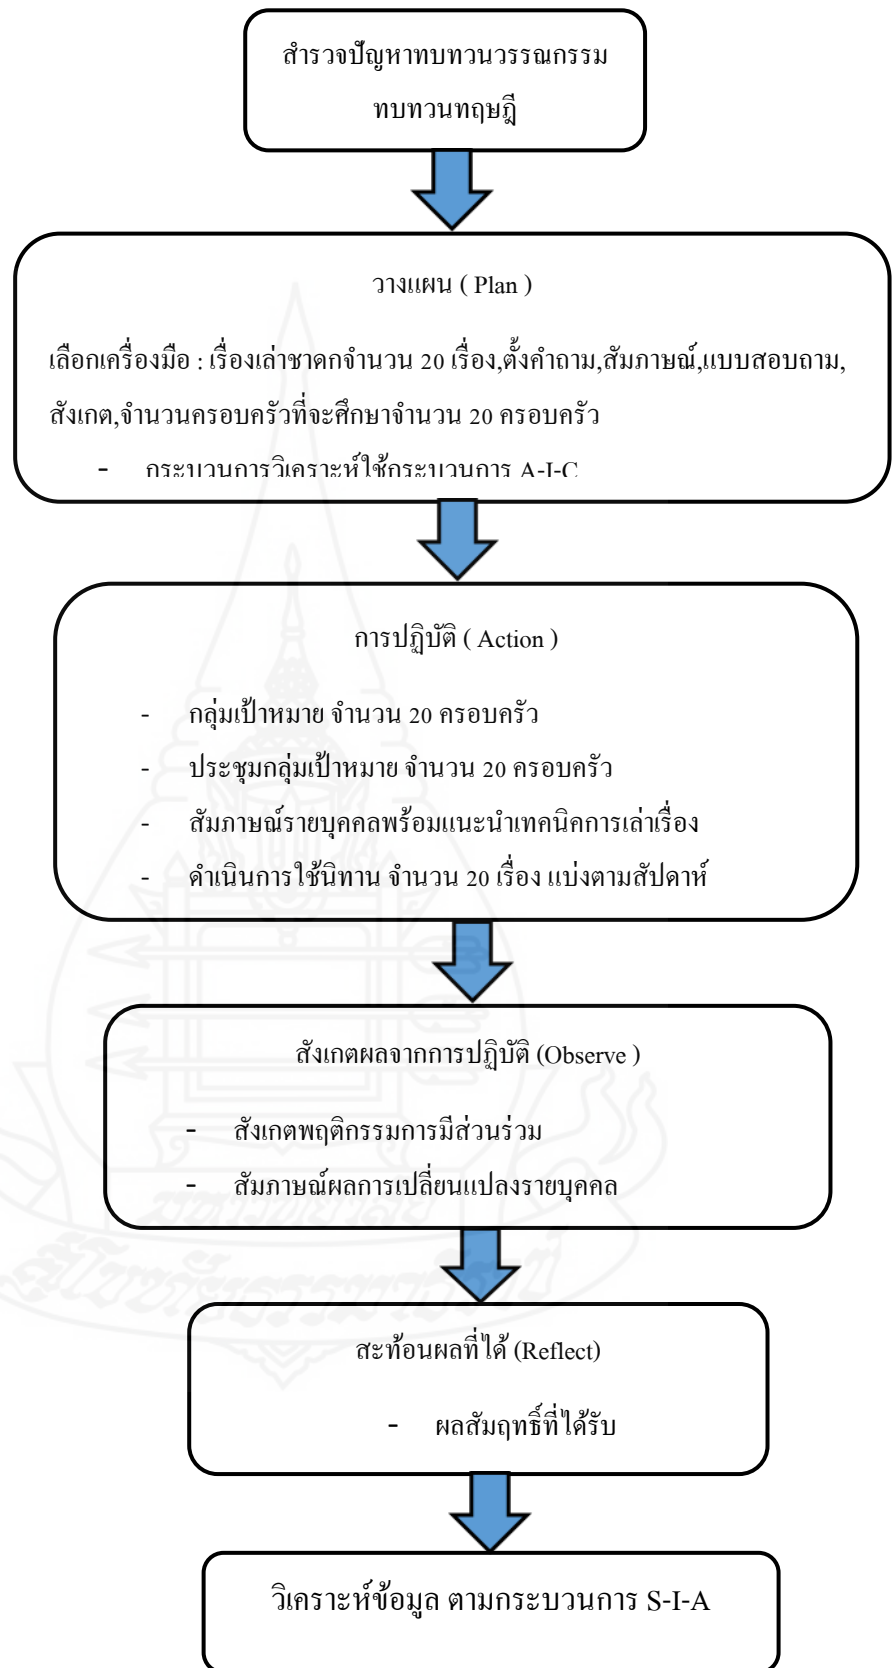 สำรวจปัญหาทบทวนวรรณกรรม
ทบทวนทฤษฎี
วางแผน ( Plan )
เลือกเครื่องมือ : เรื่องเล่าชาดกจำนวน 20 เรื่อง,ตั้งคำถาม,สัมภาษณ์,แบบสอบถาม,
สังเกต,จำนวนครอบครัวที่จะศึกษาจำนวน 20 ครอบครัว
- กระบวนการวิเคราะห์ใช้กระบวนการ A-I-C
การปฏิบัติ ( Action )
- กลุ่มเป้าหมาย จำนวน 20 ครอบครัว
- ประชุมกลุ่มเป้าหมาย จำนวน 20 ครอบครัว
- สัมภาษณ์รายบุคคลพร้อมแนะนำเทคนิคการเล่าเรื่อง
- ดำเนินการใช้นิทาน จำนวน 20 เรื่อง แบ่งตามสัปดาห์
สังเกตผลจากการปฏิบัติ (Observe )
- สังเกตพฤติกรรมการมีส่วนร่วม
- สัมภาษณ์ผลการเปลี่ยนแปลงรายบุคคล
สะท้อนผลที่ได้ (Reflect)
- ผลสัมฤทธิ์ที่ได้รับ
วิเคราะห์ข้อมูล ตามกระบวนการ S-I-A